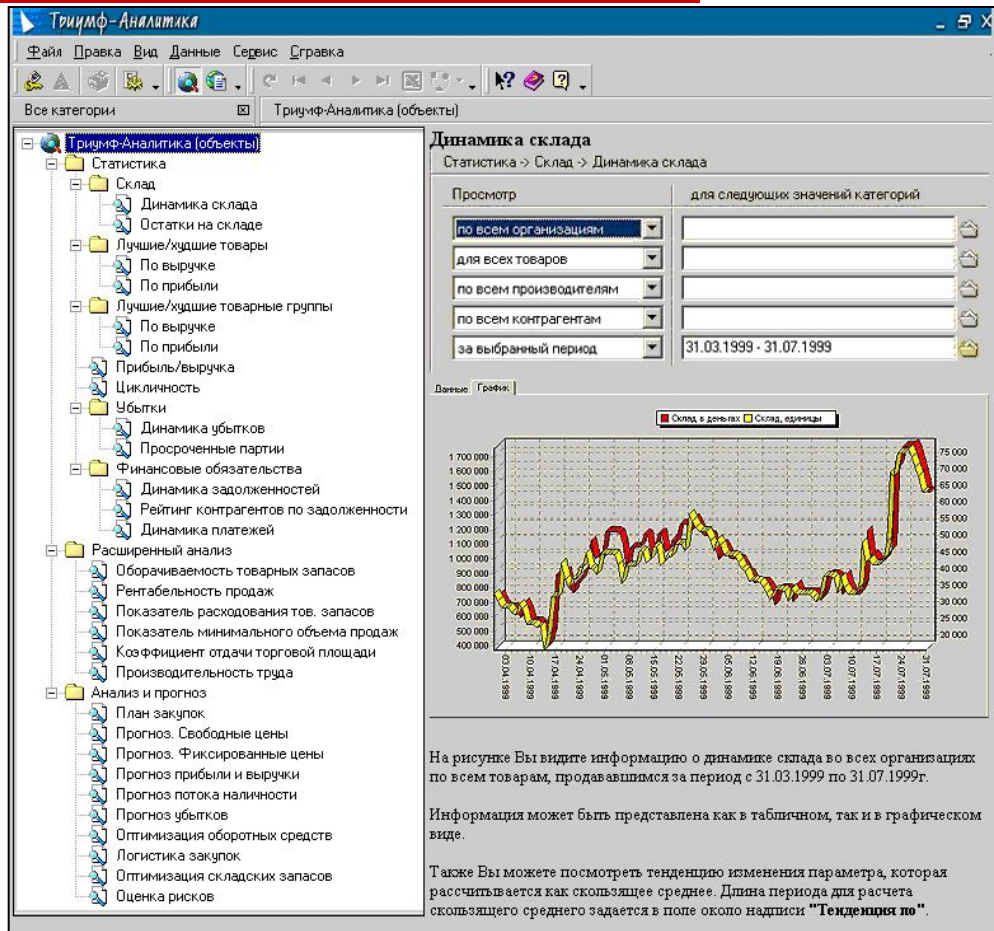 Триумф-Аналитика
Файл Правка Вид Данные Сервис Справка
Все категории
Триумф-Аналитика (объекты)
Триумф-Аналитика (объекты)
Статистика
Склад
Динамика склада
Остатки на складе
Лучшие/худшие товары
По выручке
По прибыли
Лучшие/худшие товарные группы
По выручке
По прибыли
Прибыль/выручка
Цикличность
Убытки
Динамика убытков
Просроченные партии
Финансовые обязательства
Динамика задолженностей
Рейтинг контрагентов по задолженности
Динамика платежей
Расширенный анализ
Оборачиваемость товарных запасов
Рентабельность продаж
Показатель расходования тов. запасов
Показатель минимального объема продаж
Коэффициент отдачи торговой площади
Производительность труда
Анализ и прогноз
План закупок
Прогноз. Свободные цены
Прогноз. Фиксированные цены
Прогноз прибыли и выручки
Прогноз потока наличности
Прогноз убытков
Оптимизация оборотных средств
Логистика закупок
Оптимизация складских запасов
Оценка рисков
Динамика склада
Статистика -> Склад -> Динамика склада
Просмотр
для следующих значений категорий
по всем организациям
для всех товаров
по всем производителям
по всем контрагентам
за выбранный период
31.03.1999 - 31.07.1999
Данные График
Склад в деньгах Склад, единицы
1 700 000
1 600 000
1 500 000
1 400 000
1 300 000
1 200 000
1 100 000
1 000 000
900 000
800 000
700 000
600 000
500 000
400 000
75 000
70 000
65 000
60 000
55 000
50 000
45 000
40 000
35 000
30 000
25 000
20 000
03.04.1999
10.04.1999
17.04.1999
24.04.1999
01.05.1999
08.05.1999
15.05.1999
22.05.1999
29.05.1999
05.06.1999
12.06.1999
19.06.1999
26.06.1999
03.07.1999
10.07.1999
17.07.1999
24.07.1999
31.07.1999
На рисунке Вы видите информацию о динамике склада во всех организациях
по всем товарам, продававшимся за период с 31.03.1999 по 31.07.1999г.
Информация может быть представлена как в табличном, так и в графическом
виде.
Также Вы можете посмотреть тенденцию изменения параметра, которая
рассчитывается как скользящее среднее. Длина периода для расчета
скользящего среднего задается в поле около надписи "Тенденция по".